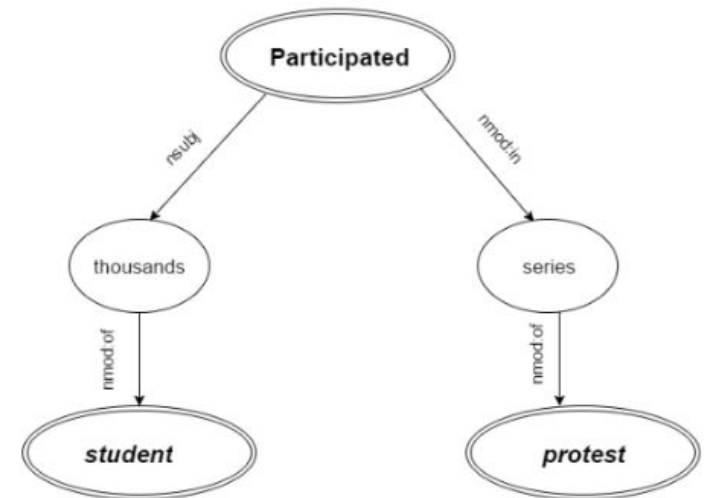 Participated
nsubj
nmod:in
thousands
series
nmod:of
nmod:of
student
protest